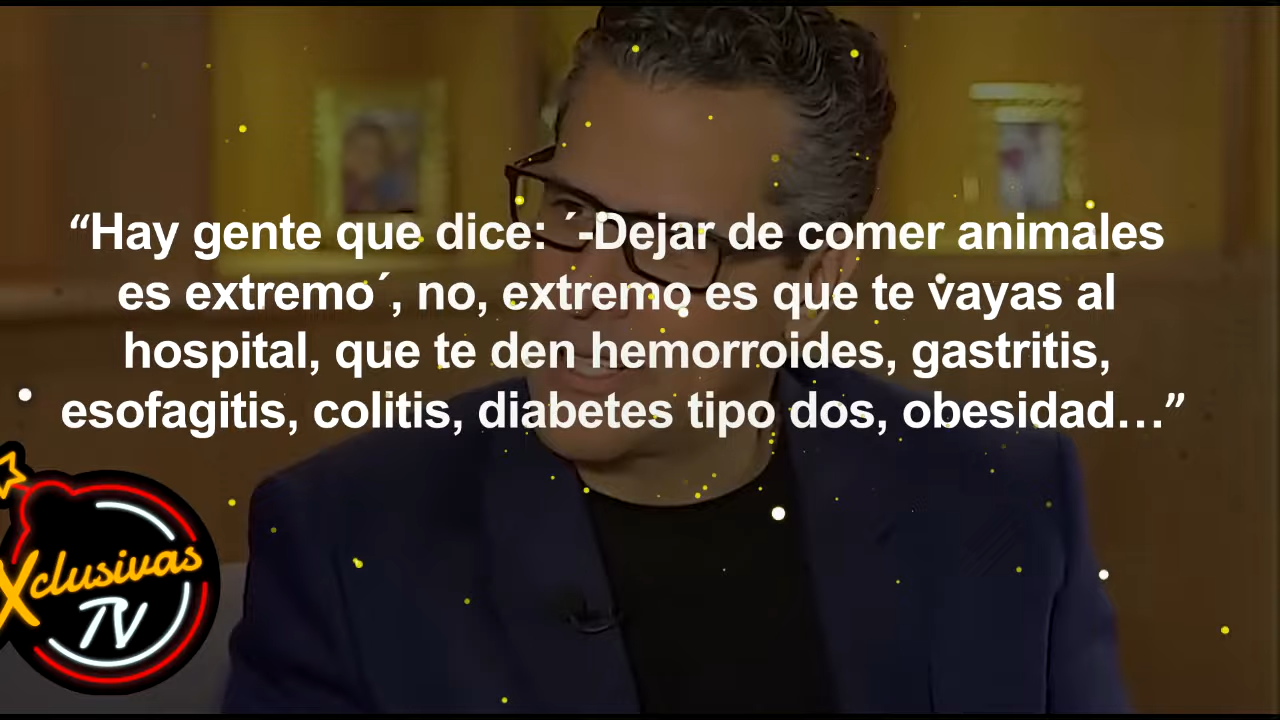 “Hay gente que dice: ´-Dejar de comer animales
es extremo´, no, extremo es que te vayas al
hospital, que te den hemorroides, gastritis,
esofagitis, colitis, diabetes tipo dos, obesidad…”
Xclusivas
TV